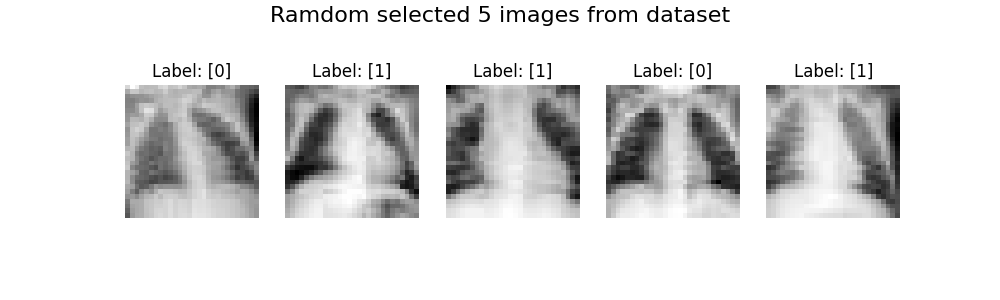 Ramdom selected 5 images from dataset
Label: [0] Label: [1] Label: [1] Label: [0] Label: [1]